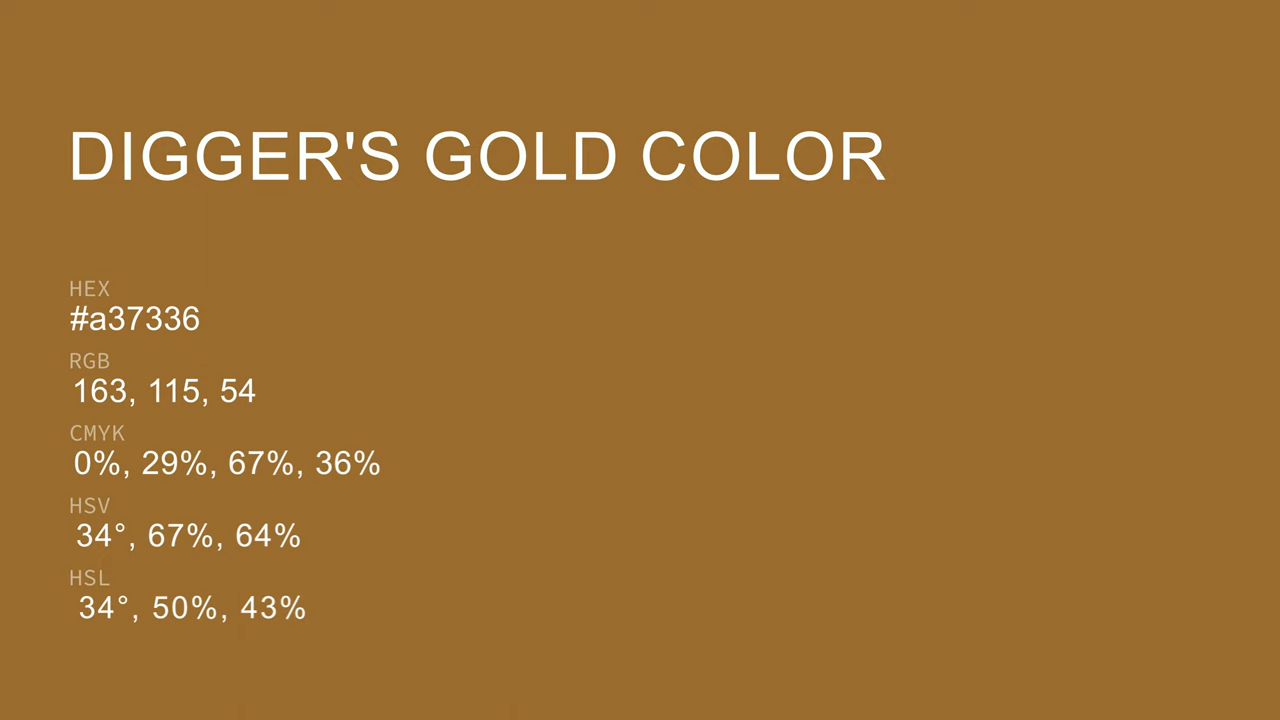 DIGGER'S GOLD COLOR
HEX
#a37336
RGB
163, 115, 54
CMYK
0%, 29%, 67%, 36%
HSV
34°, 67%, 64%
HSL
34°, 50%, 43%